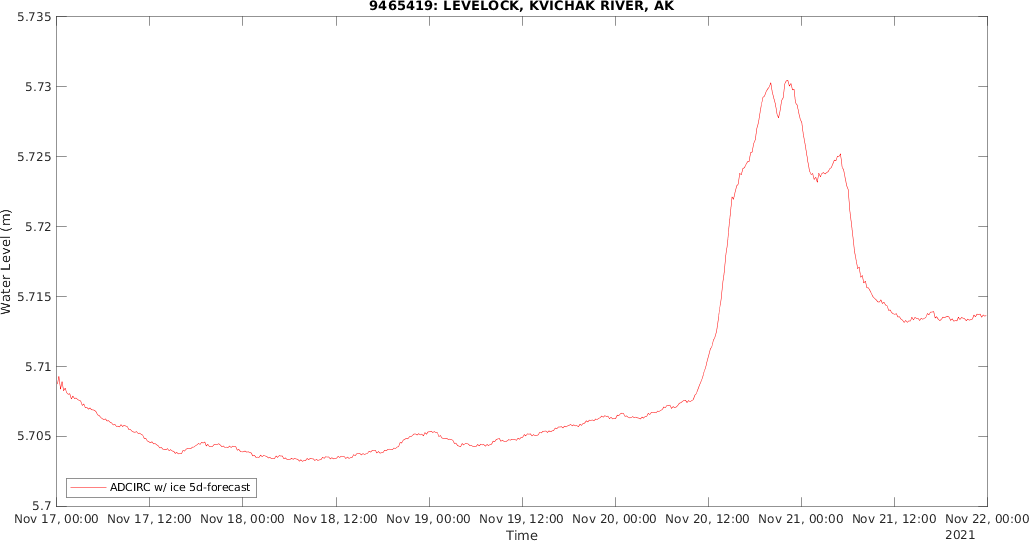 9465419: LEVELOCK, KVICHAK RIVER, AK
5.735
5.73
5.725
5.72
5.715
5.71
5.705
5.7
Water Level (m)
ADCIRC w/ ice 5d-forecast
Nov 17, 00:00 Nov 17, 12:00 Nov 18, 00:00 Nov 18, 12:00 Nov 19, 00:00 Nov 19, 12:00 Nov 20, 00:00 Nov 20, 12:00 Nov 21, 00:00 Nov 21, 12:00 Nov 22, 00:00
Time
2021